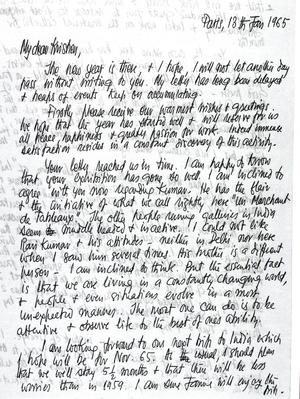 Paris, 18th Jan 1965
My dear Krishen,
The new year is there, & I hope I will not let another day
pass without writing to you. My letter has long been delayed
& heaps of events keep on accumulating.
Firstly please receive our warmest wishes & greetings.
We hope that the year has started well & will reserve for us
all peace, happiness & quality passion for work. Indeed immense
satisfaction resides in a constant discovery of this activity.
Your letter reached us in time. I am happy to know
that your exhibition has gone so well. I am inclined to
agree with you now regarding Kumar. He has the flair
& the initiative of what we call rightly here "un Marchand
de Tableaux". The other people running galleries in India
seem muddle headed & inactive. I could not like
Ravi Kumar & his attitudes neither in Delhi nor here
when I saw him several times. His brother is a different
person - I am inclined to think. But the essential fact
is that we are living in a constantly changing world,
& people & even situations evolve in a most
unexpected manner. The most one can do is to be
attentive & observe life to the best of ones ability.
I am looking forward to our next trip to India which
I hope will be for Nov 65. As usual, I should plan
that we will stay 5½ months & that there will be less
worries than in 1959. I am sure Janine will enjoy the
trip.